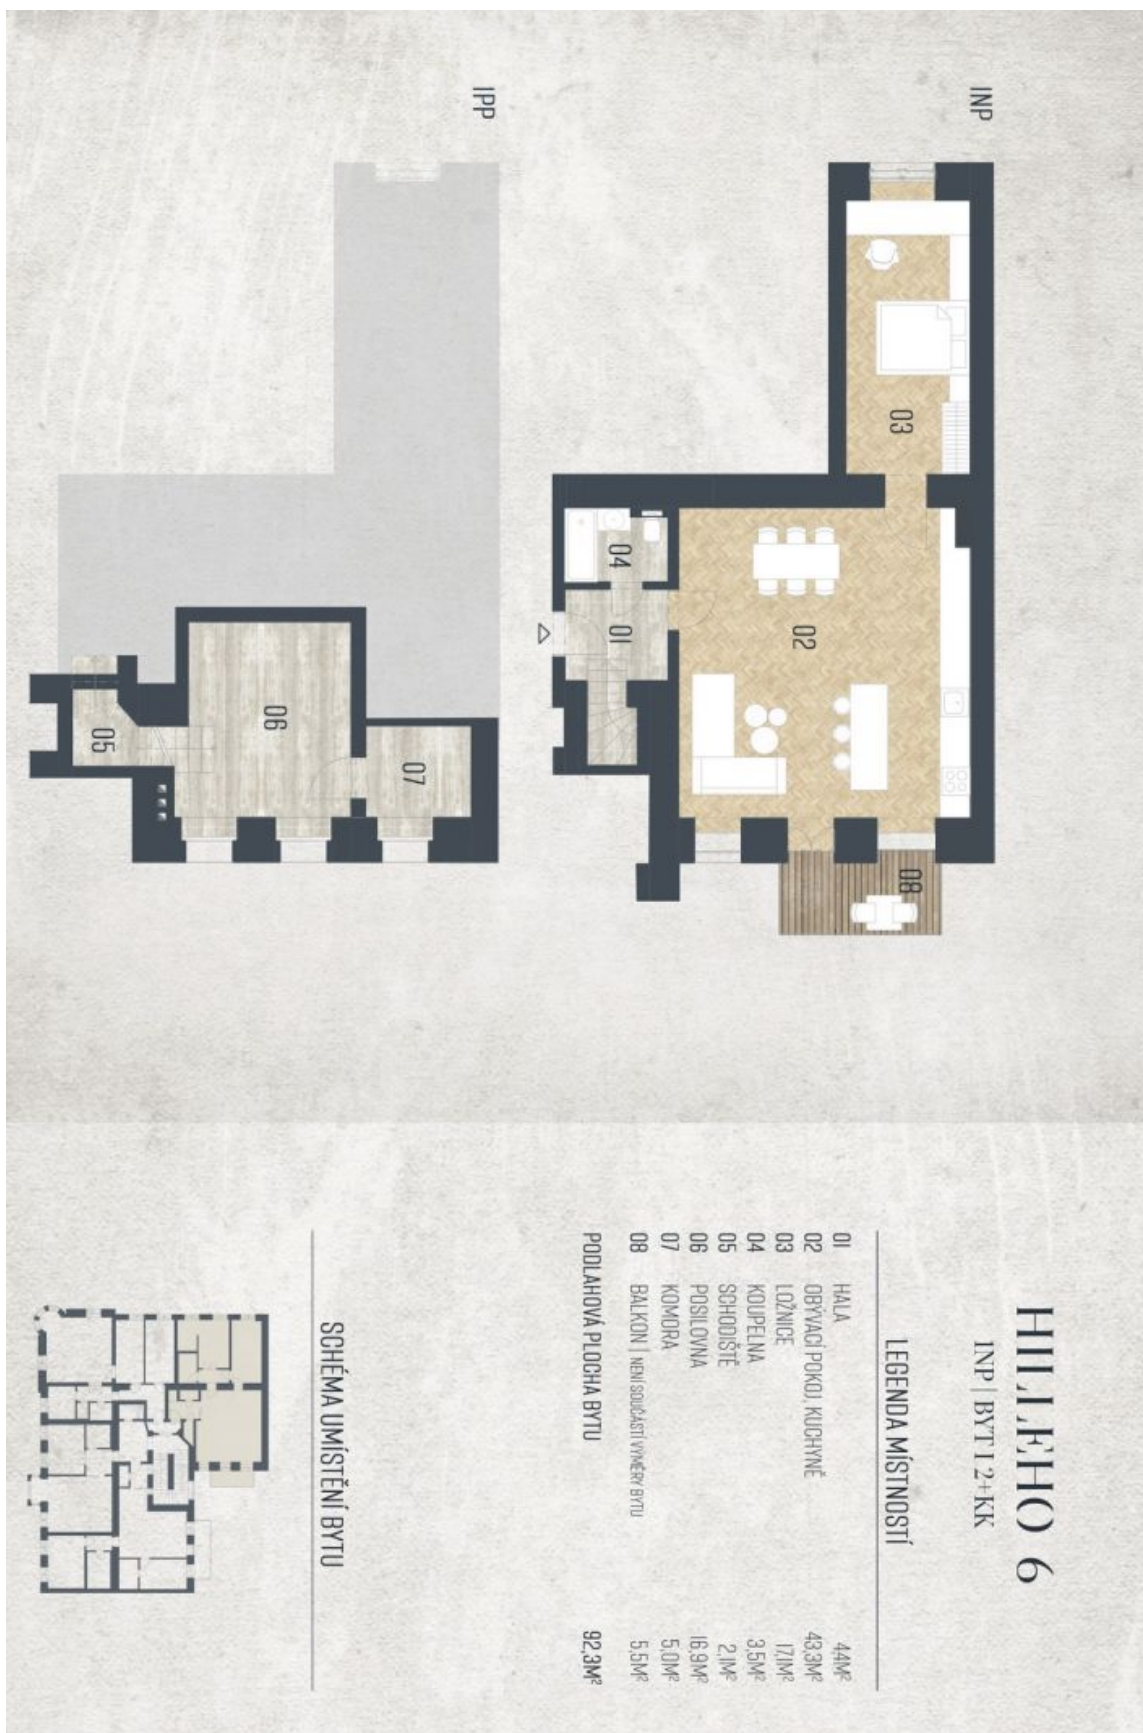 HILLEHO 6
1NP | BYT 1 2+KK
LEGENDA MÍSTNOSTÍ
01 HALA 4,4M²
02 OBÝVACÍ POKOJ, KUCHYNĚ 43,3M²
03 LOŽNICE 17,1M²
04 KOUPELNA 3,5M²
05 SCHODIŠTĚ 2,1M²
06 POSILOVNA 16,9M²
07 KOMORA 5,0M²
08 BALKON | NENÍ SOUČÁSTÍ VÝMĚRY BYTU 5,5M²
PODLAHOVÁ PLOCHA BYTU 92,3M²
SCHÉMA UMÍSTĚNÍ BYTU
1NP
03
02
04
01
08
1PP
06
07
05